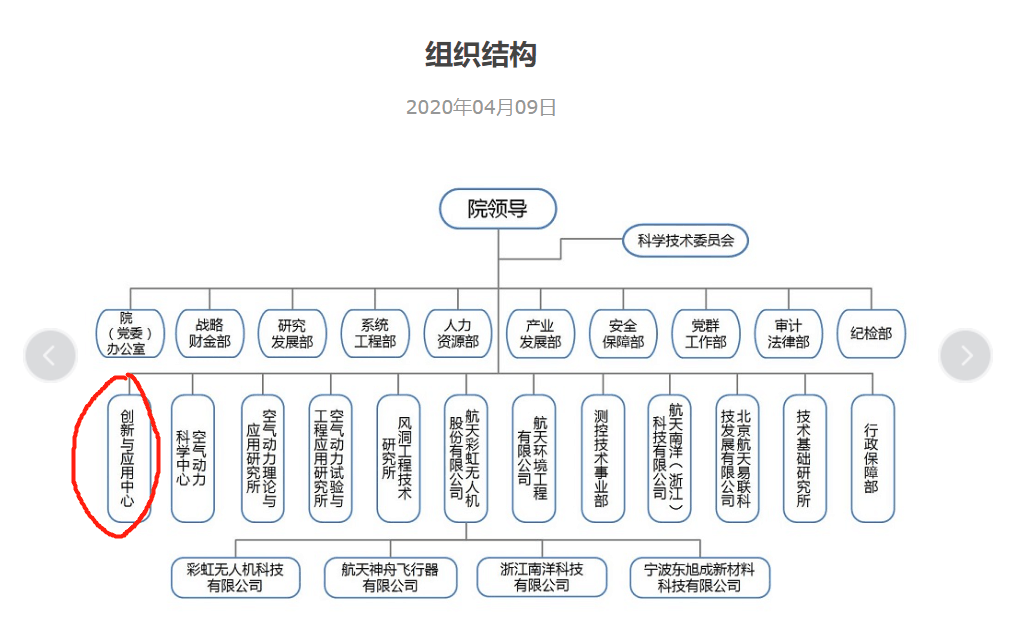 组织结构
2020年04月09日
院领导
科学技术委员会
院
（党委）
办公室
战略
财金部
研究
发展部
系统
工程部
人力
资源部
产业
发展部
安全
保障部
党群
工作部
审计
法律部
纪检部
创新与应用中心
空气动力
科学中心
空气动力理论与
应用研究所
空气动力试验与
工程应用研究所
风洞工程技术
研究所
航天彩虹无人机
股份有限公司
航天环境工程
有限公司
测控技术事业部
航天南洋（浙江）
科技有限公司
北京航天易联科
技发展有限公司
技术基础研究所
行政保障部
彩虹无人机科技
有限公司
航天神舟飞行器
有限公司
浙江南洋科技
有限公司
宁波东旭成新材料
科技有限公司